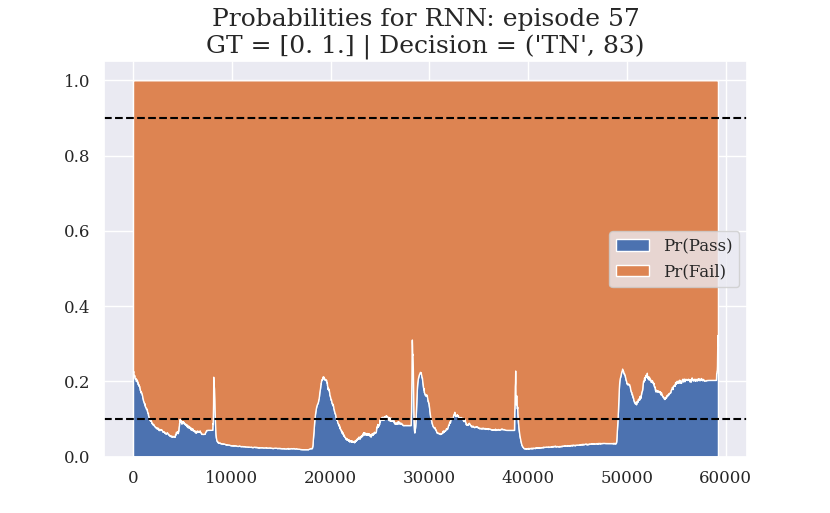 Probabilities for RNN: episode 57
GT = [0. 1.] | Decision = ('TN', 83)
1.0
0.8
0.6
0.4
0.2
0.0
Pr(Pass)
Pr(Fail)
0 10000 20000 30000 40000 50000 60000